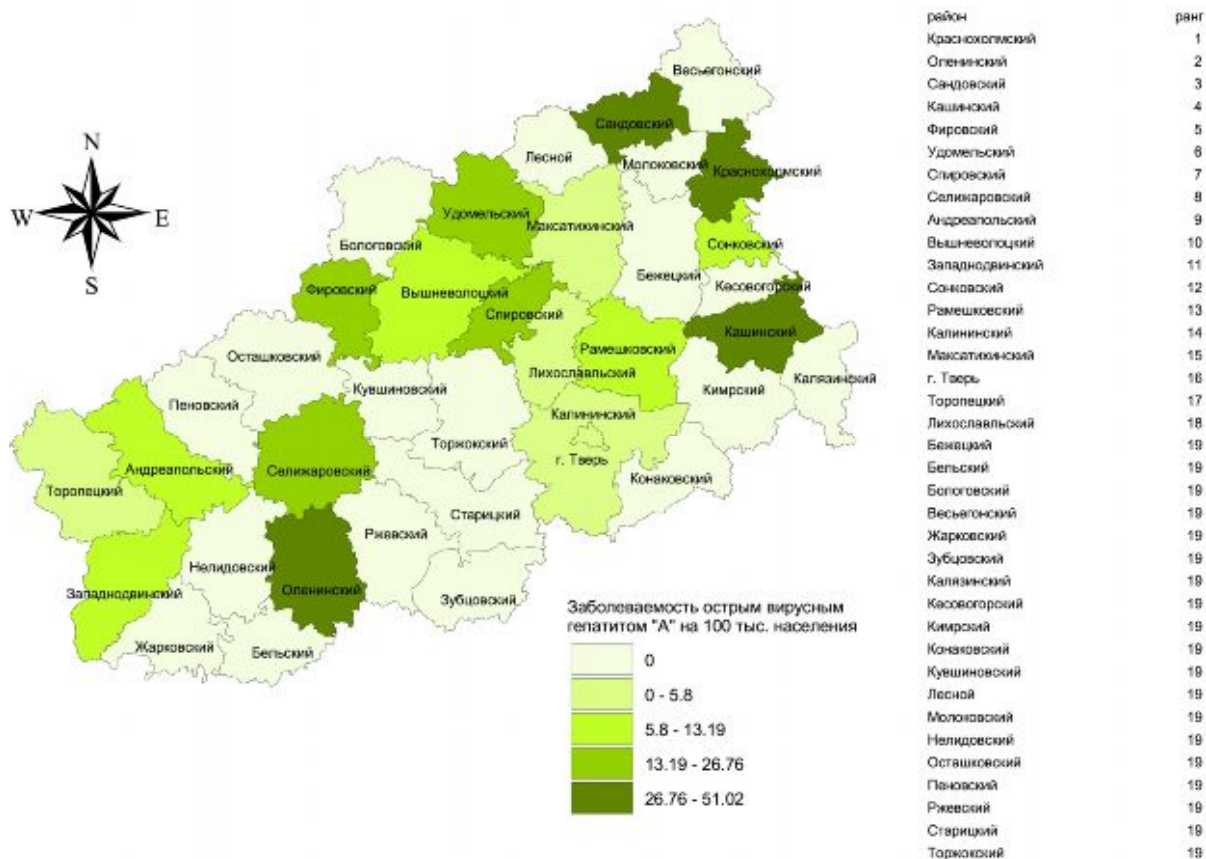 район ранг
Краснохолмский 1
Оленинский 2
Сандовский 3
Кашинский 4
Фировский 5
Удомельский 6
Спировский 7
Селижаровский 8
Андреапольский 9
Вышневолоцкий 10
Западнодвинский 11
Сонковский 12
Рамешковский 13
Калининский 14
Максатихинский 15
г. Тверь 16
Торопецкий 17
Лихославльский 18
Бежецкий 19
Бельский 19
Бологовский 19
Весьегонский 19
Жарковский 19
Зубцовский 19
Калязинский 19
Кесовогорский 19
Кимрский 19
Конаковский 19
Кувшиновский 19
Лесной 19
Молоковский 19
Нелидовский 19
Осташковский 19
Пеновский 19
Ржевский 19
Старицкий 19
Торжокский 19
N
W E
S
Весьегонский
Сандовский
Лесной
Молоковский
Краснохолмский
Удомельский
Максатихинский
Бологовский
Сонковский
Бежецкий
Кесовогорский
Фировский
Вышневолоцкий
Спировский
Кашинский
Рамешковский
Осташковский
Лихославльский
Калязинский
Кувшиновский
Кимрский
Пеновский
Калининский
Торжокский
г. Тверь
Андреапольский
Селижаровский
Конаковский
Торопецкий
Старицкий
Ржевский
Нелидовский
Западнодвинский
Оленинский
Зубцовский
Жарковский
Бельский
Заболеваемость острым вирусным
гепатитом "А" на 100 тыс. населения
0
0 - 5.8
5.8 - 13.19
13.19 - 26.76
26.76 - 51.02